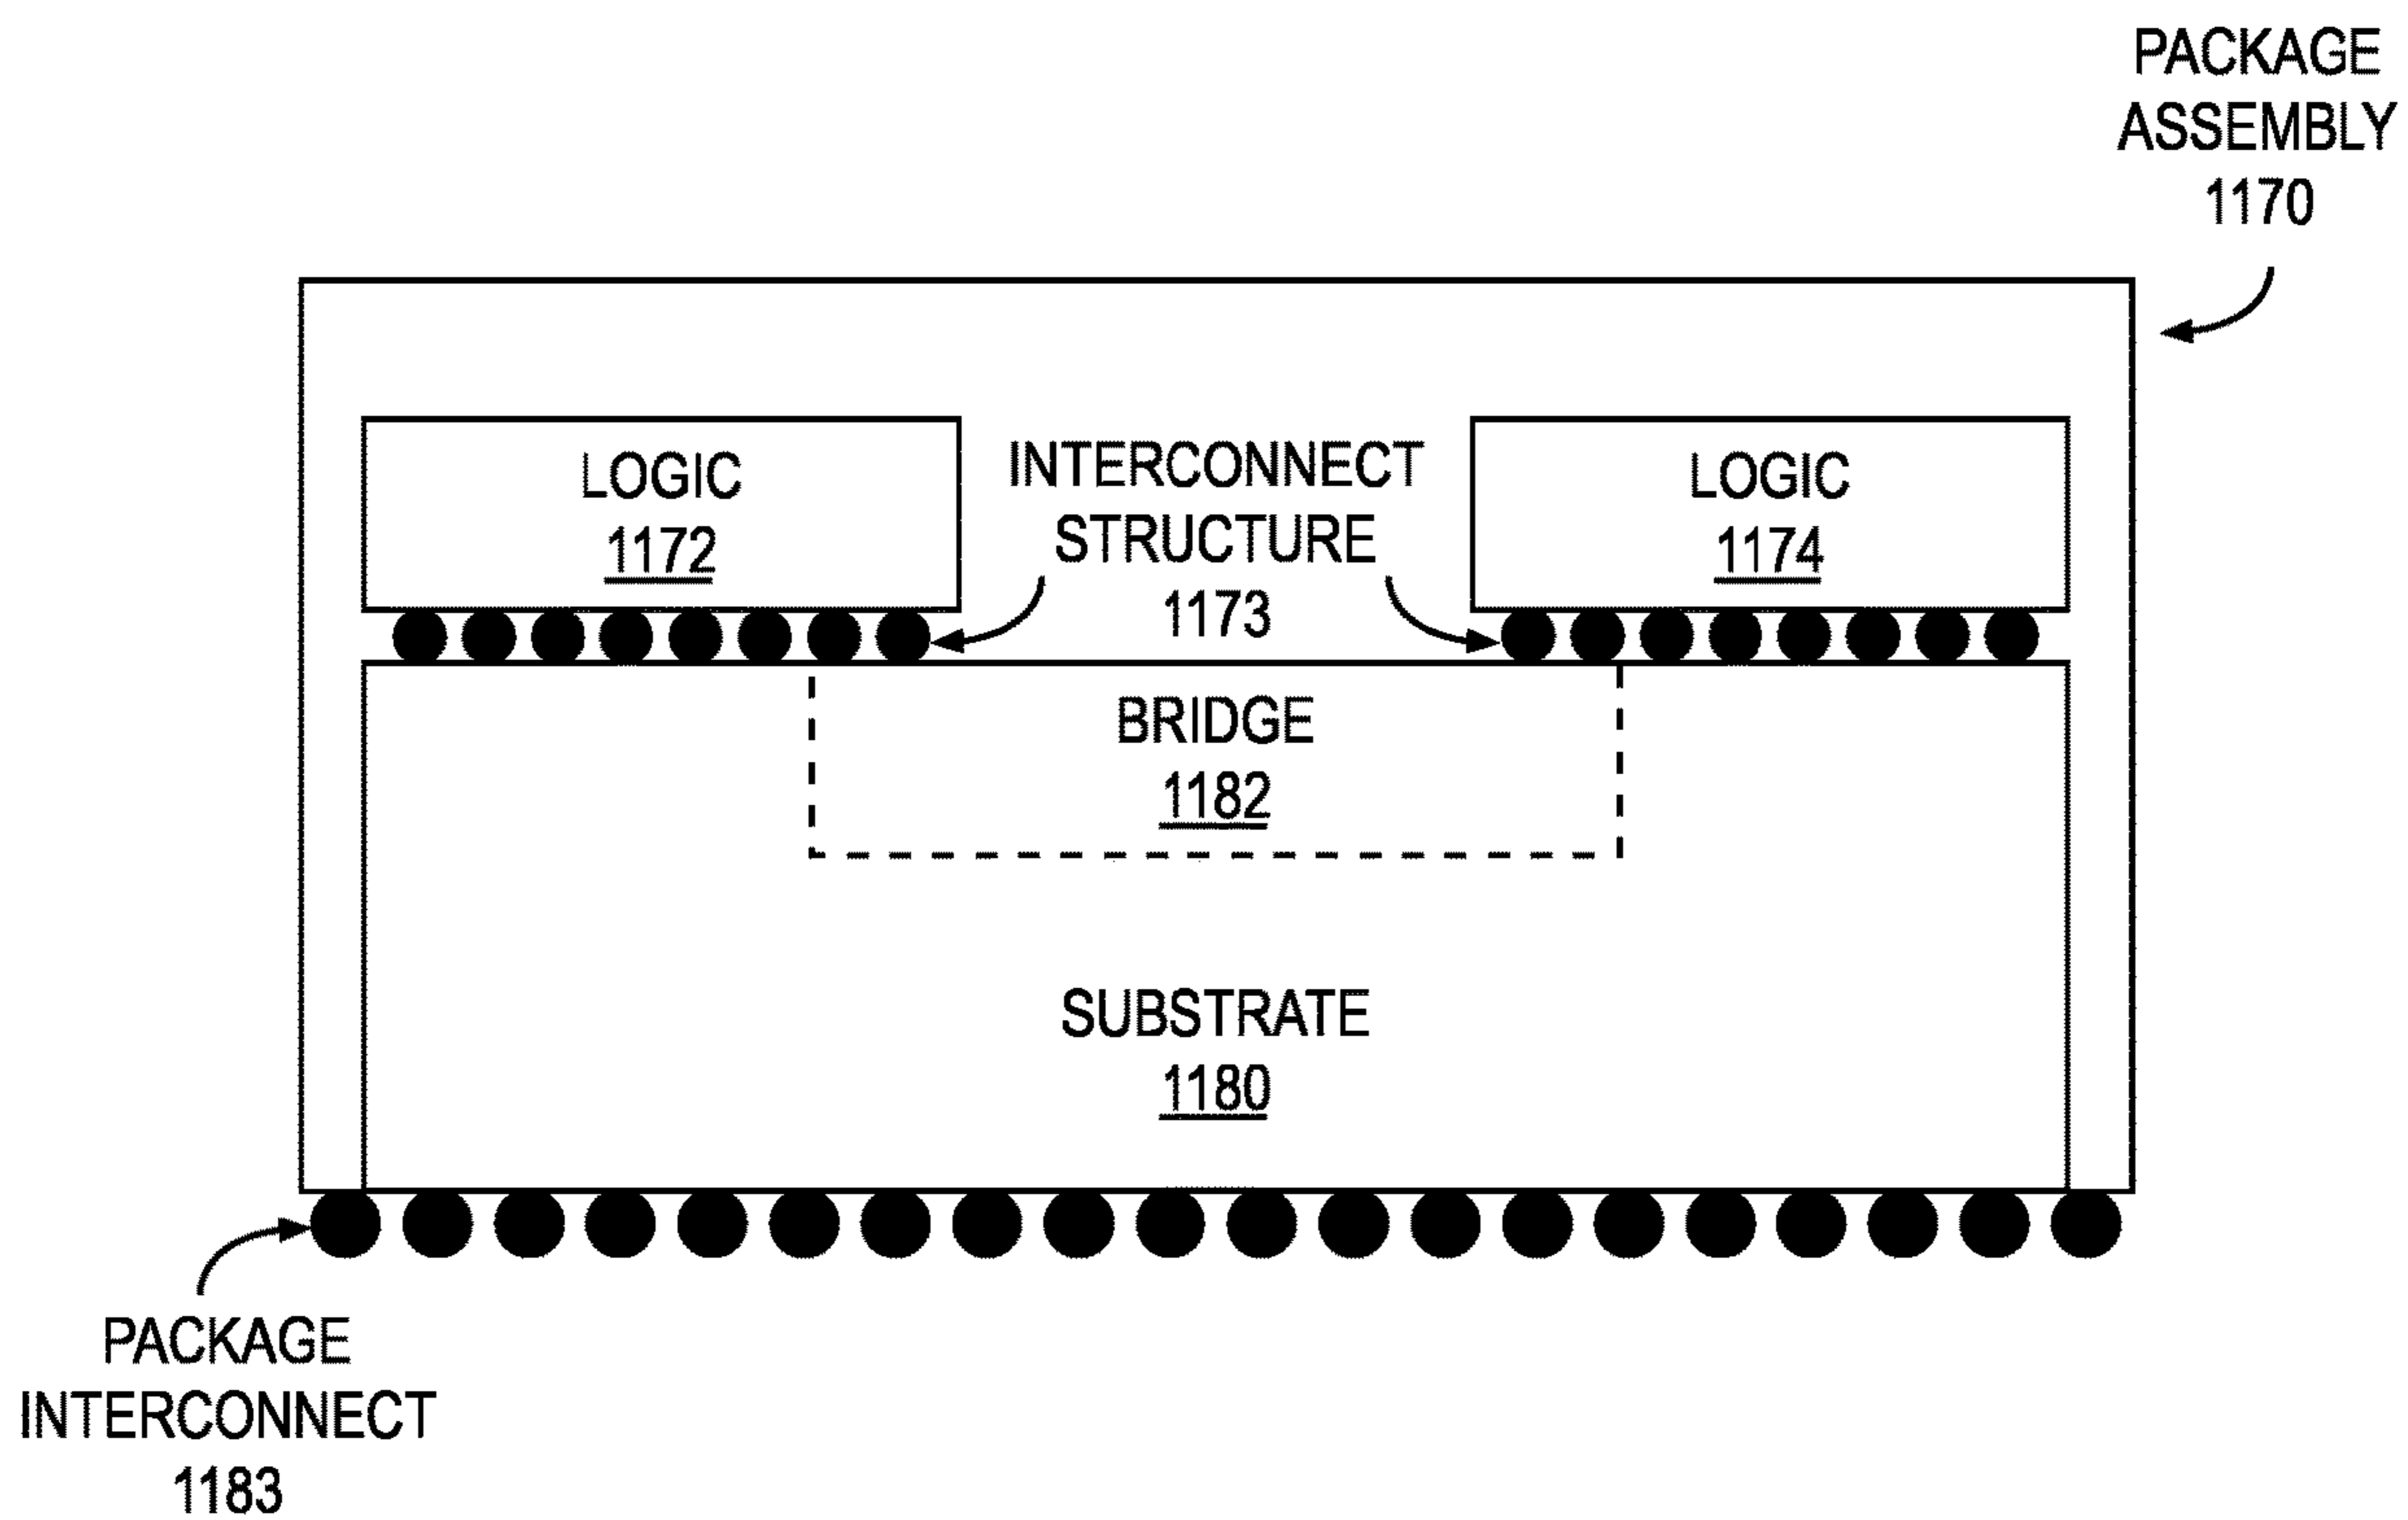 PACKAGE
ASSEMBLY
1170
LOGIC
1172
INTERCONNECT
STRUCTURE
1173
LOGIC
1174
BRIDGE
1182
SUBSTRATE
1180
PACKAGE
INTERCONNECT
1183